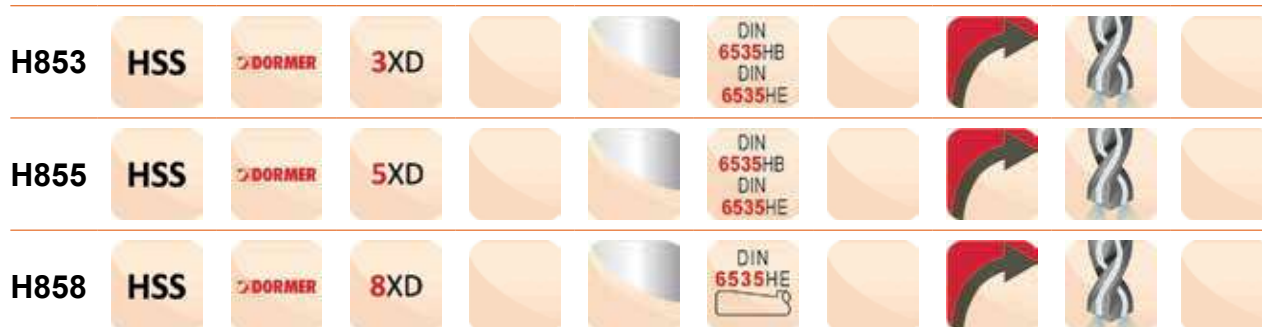 H853 HSS DORMER 3XD DIN 6535HB DIN 6535HE
H855 HSS DORMER 5XD DIN 6535HB DIN 6535HE
H858 HSS DORMER 8XD DIN 6535HE